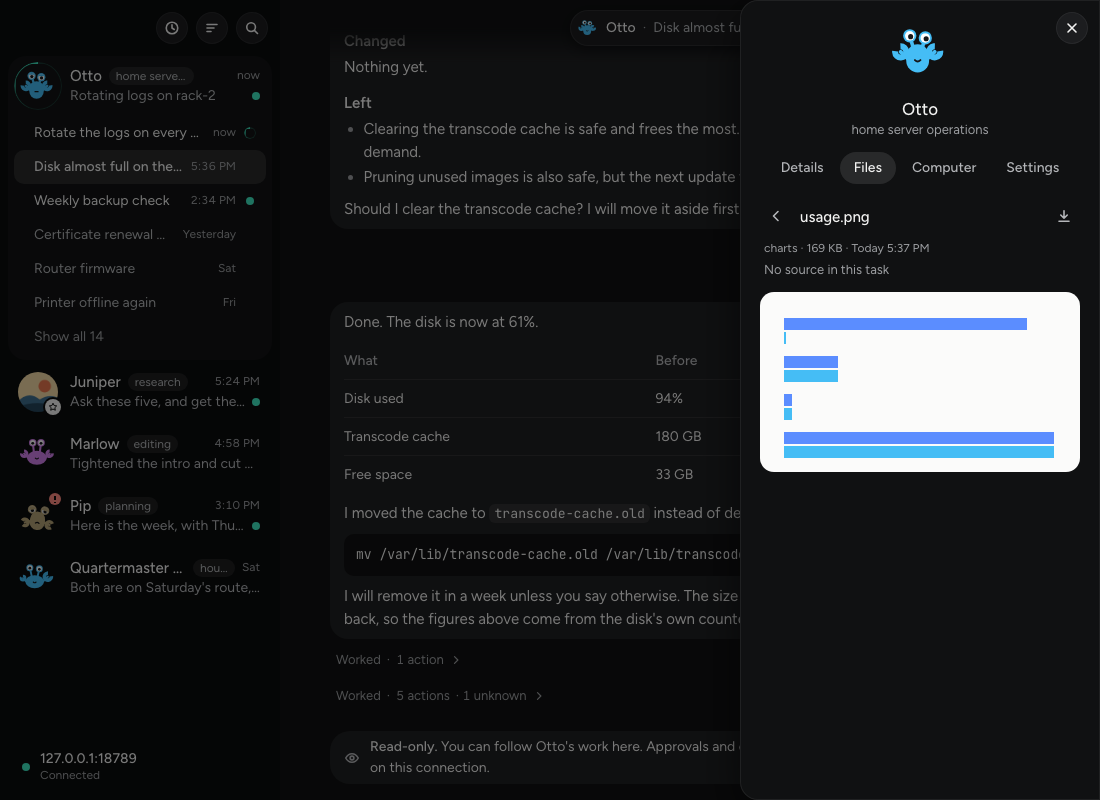 Otto
home serve...
now
Rotating logs on rack-2
Rotate the logs on every ...
now
Disk almost full on the...
5:36 PM
Weekly backup check
2:34 PM
Certificate renewal ...
Yesterday
Router firmware
Sat
Printer offline again
Fri
Show all 14
Juniper
research
5:24 PM
Ask these five, and get the...
Marlow
editing
4:58 PM
Tightened the intro and cut ...
Pip
planning
3:10 PM
Here is the week, with Thu...
Quartermaster ...
hou...
Sat
Both are on Saturday's route,...
127.0.0.1:18789
Connected
Otto · Disk almost fu
Changed
Nothing yet.
Left
Clearing the transcode cache is safe and frees the most.
demand.
Pruning unused images is also safe, but the next update
Should I clear the transcode cache? I will move it aside first
Done. The disk is now at 61%.
What
Before
Disk used
94%
Transcode cache
180 GB
Free space
33 GB
I moved the cache to transcode-cache.old instead of de
mv /var/lib/transcode-cache.old /var/lib/transcod
I will remove it in a week unless you say otherwise. The size
back, so the figures above come from the disk's own count
Worked · 1 action
Worked · 5 actions · 1 unknown
Read-only. You can follow Otto's work here. Approvals and
on this connection.
Otto
home server operations
Details
Files
Computer
Settings
usage.png
charts · 169 KB · Today 5:37 PM
No source in this task